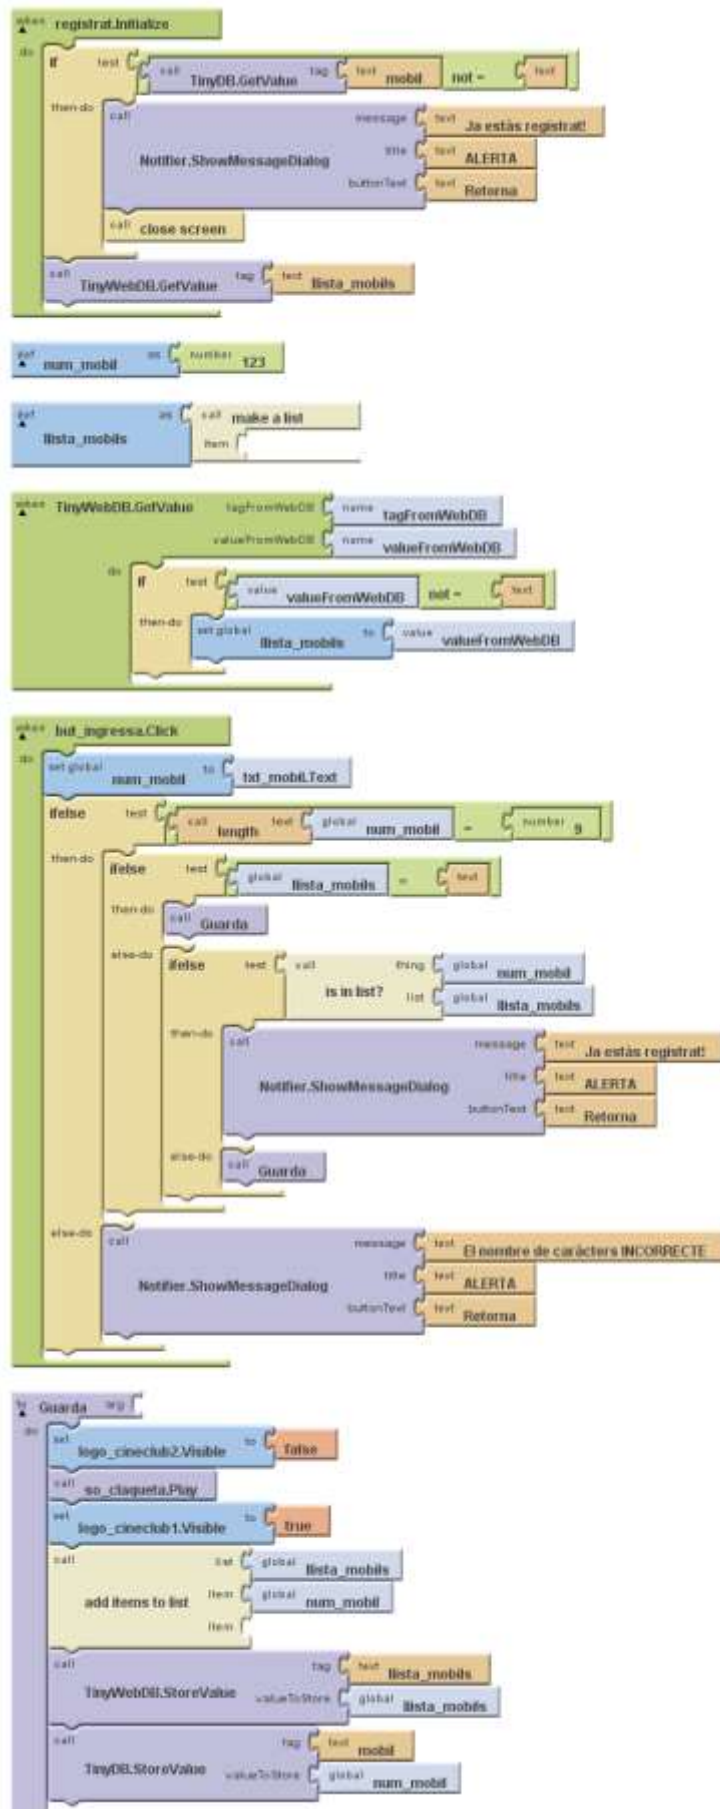 when registrat.Initialize
do if test call TinyDB.GetValue tag text mobil not = text
then-do call Notifier.ShowMessageDialog message text Ja estàs registrat!
title text ALERTA
buttonText text Retorna
call close screen
call TinyWebDB.GetValue tag text llista_mobils
def num_mobil as number 123
def llista_mobils as call make a list
item
when TinyWebDB.GotValue tagFromWebDB name tagFromWebDB
valueFromWebDB name valueFromWebDB
do if test value valueFromWebDB not = text
then-do set global llista_mobils to value valueFromWebDB
when but_ingressa.Click
do set global num_mobil to txt_mobil.Text
ifelse test call length text global num_mobil = number 9
then-do ifelse test global llista_mobils = text
then-do call Guarda
else-do ifelse test call is in list? thing global num_mobil
list global llista_mobils
then-do call Notifier.ShowMessageDialog message text Ja estàs registrat!
title text ALERTA
buttonText text Retorna
else-do call Guarda
else-do call Notifier.ShowMessageDialog message text El nombre de caràcters INCORRECTE
title text ALERTA
buttonText text Retorna
to Guarda arg
do set logo_cineclub2.Visible to false
call so_claqueta.Play
set logo_cineclub1.Visible to true
call add items to list list global llista_mobils
item global num_mobil
item
call TinyWebDB.StoreValue tag text llista_mobils
valueToStore global llista_mobils
call TinyDB.StoreValue tag text mobil
valueToStore global num_mobil